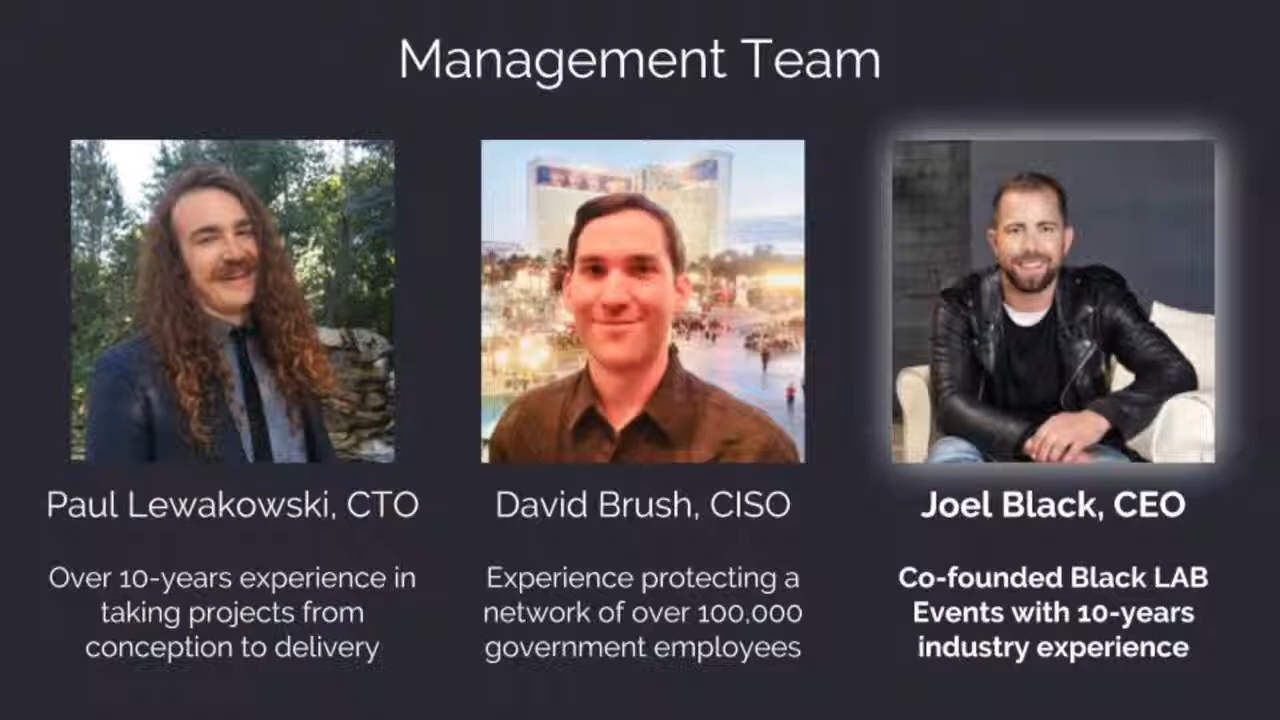 Management Team
Paul Lewakowski, CTO
Over 10-years experience in
taking projects from
conception to delivery
David Brush, CISO
Experience protecting a
network of over 100,000
government employees
Joel Black, CEO
Co-founded Black LAB
Events with 10-years
industry experience